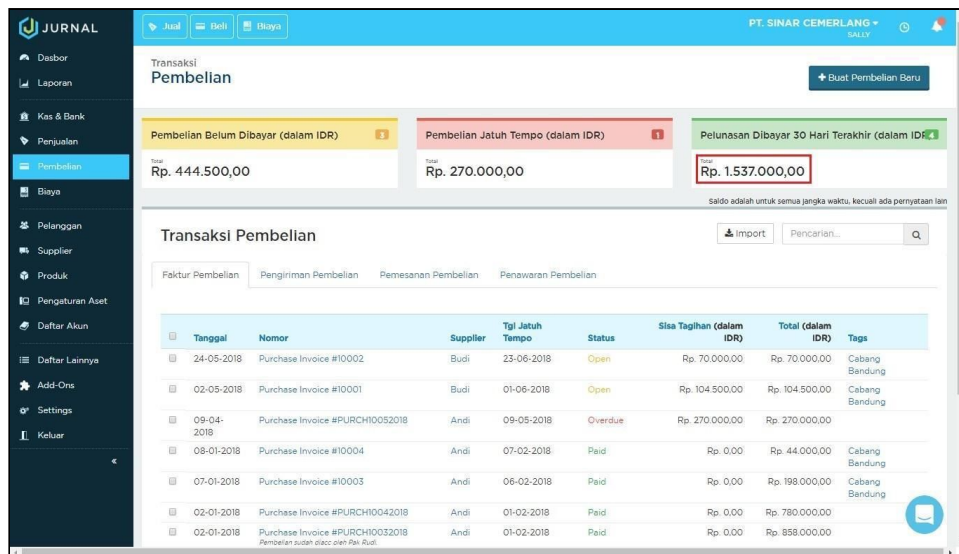 JURNAL
Jual
Beli
Biaya
PT. SINAR CEMERLANG
SALLY
Dasbor
Laporan
Kas & Bank
Penjualan
Pembelian
Biaya
Pelanggan
Supplier
Produk
Pengaturan Aset
Daftar Akun
Daftar Lainnya
Add-Ons
Settings
Keluar
«
Transaksi
Pembelian
+ Buat Pembelian Baru
Pembelian Belum Dibayar (dalam IDR) 3
Total
Rp. 444.500,00
Pembelian Jatuh Tempo (dalam IDR) 1
Total
Rp. 270.000,00
Pelunasan Dibayar 30 Hari Terakhir (dalam IDR 4
Total
Rp. 1.537.000,00
Saldo adalah untuk semua jangka waktu, kecuali ada pernyataan lain
Transaksi Pembelian
Import
Pencarian...
Faktur Pembelian Pengiriman Pembelian Pemesanan Pembelian Penawaran Pembelian
Tanggal Nomor Supplier Tgl Jatuh Tempo Status Sisa Tagihan (dalam IDR) Total (dalam IDR) Tags
24-05-2018 Purchase Invoice #10002 Budi 23-06-2018 Open Rp. 70.000,00 Rp. 70.000,00 Cabang Bandung
02-05-2018 Purchase Invoice #10001 Budi 01-06-2018 Open Rp. 104.500,00 Rp. 104.500,00 Cabang Bandung
09-04-2018 Purchase Invoice #PURCH10052018 Andi 09-05-2018 Overdue Rp. 270.000,00 Rp. 270.000,00
08-01-2018 Purchase Invoice #10004 Andi 07-02-2018 Paid Rp. 0,00 Rp. 44.000,00 Cabang Bandung
07-01-2018 Purchase Invoice #10003 Andi 06-02-2018 Paid Rp. 0,00 Rp. 198.000,00 Cabang Bandung
02-01-2018 Purchase Invoice #PURCH10042018 Andi 01-02-2018 Paid Rp. 0,00 Rp. 780.000,00
02-01-2018 Purchase Invoice #PURCH10032018 Andi 01-02-2018 Paid Rp. 0,00 Rp. 858.000,00
Pembelian sudah diacc oleh Pak Rudi.